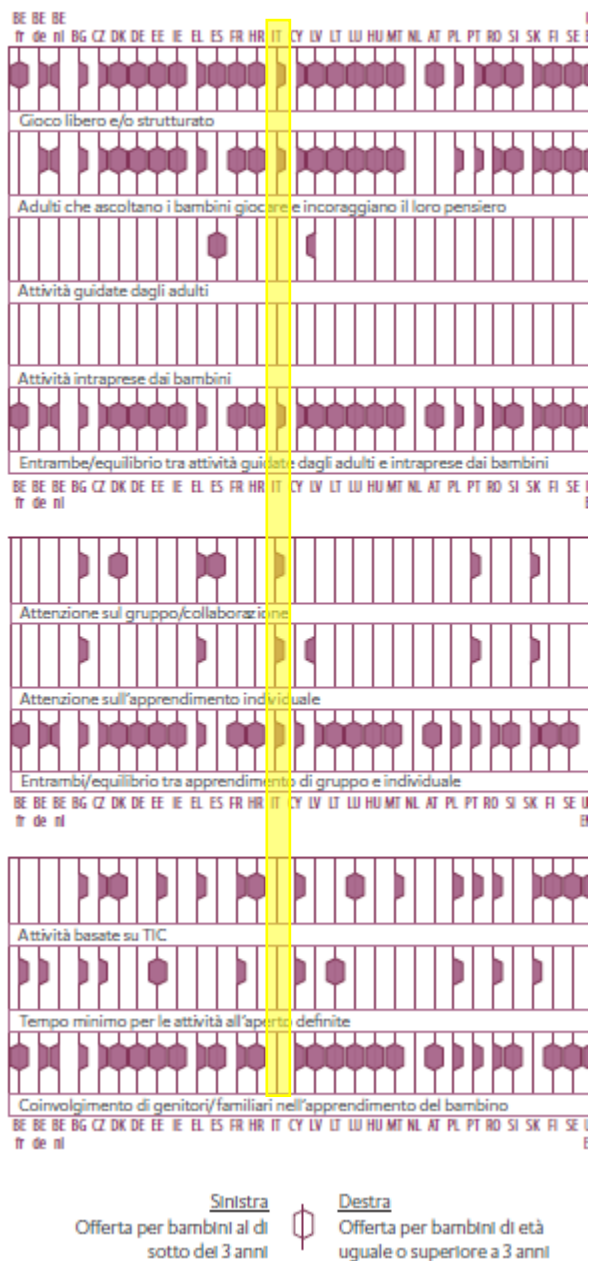 BE BE BE
fr de nl BG CZ DK DE EE IE EL ES FR HR IT CY LV LT LU HU MT NL AT PL PT RO SI SK FI SE
Gioco libero e/o strutturato
Adulti che ascoltano i bambini giocare e incoraggiano il loro pensiero
Attività guidate dagli adulti
Attività intraprese dai bambini
Entrambe/equilibrio tra attività guidate dagli adulti e intraprese dai bambini
BE BE BE BG CZ DK DE EE IE EL ES FR HR IT CY LV LT LU HU MT NL AT PL PT RO SI SK FI SE
fr de nl
Attenzione sul gruppo/collaborazione
Attenzione sull'apprendimento individuale
Entrambi/equilibrio tra apprendimento di gruppo e individuale
BE BE BE BG CZ DK DE EE IE EL ES FR HR IT CY LV LT LU HU MT NL AT PL PT RO SI SK FI SE
fr de nl
Attività basate su TIC
Tempo minimo per le attività all'aperto definite
Coinvolgimento di genitori/familiari nell'apprendimento del bambino
BE BE BE BG CZ DK DE EE IE EL ES FR HR IT CY LV LT LU HU MT NL AT PL PT RO SI SK FI SE
fr de nl
Sinistra
Offerta per bambini al di
sotto dei 3 anni
Destra
Offerta per bambini di età
uguale o superiore a 3 anni